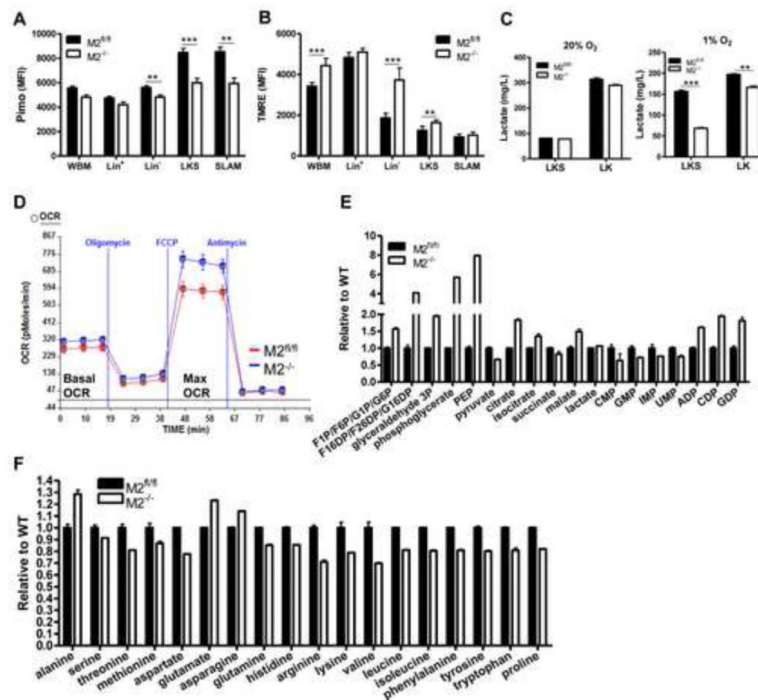 A
M2fl/fl
M2-/-
Pimo (MFI)
10000
8000
6000
4000
2000
0
**
***
**
WBM Lin+ Lin- LKS SLAM
B
M2fl/fl
M2-/-
TMRE (MFI)
6000
4000
2000
0
***
***
**
WBM Lin+ Lin- LKS SLAM
C
20% O2
M2fl/fl
M2-/-
Lactate (mg/L)
400
300
200
100
0
LKS LK
1% O2
M2-/-
Lactate (mg/L)
250
200
150
100
50
0
***
**
LKS LK
D
OCR
867
776
685
594
503
411
320
229
138
47
-44
OCR (pMoles/min)
Oligomycin FCCP Antimycin
M2fl/fl
M2-/-
Basal
OCR
Max
OCR
0 10 19 29 38 48 58 67 77 86 96
TIME (min)
E
M2fl/fl
M2-/-
Relative to WT
10
8
6
4
2.0
1.5
1.0
0.5
0.0
F1P/F6P/G1P/G6P
F16DP/F26DP/G16DP
glyceraldehyde 3P
phosphoglycerate
PEP
pyruvate
citrate
isocitrate
succinate
malate
lactate
CMP
GMP
IMP
UMP
ADP
CDP
GDP
F
M2fl/fl
M2-/-
Relative to WT
1.4
1.3
1.2
1.0
0.9
0.8
0.7
0.5
0.4
0.3
0.1
0.0
alanine
serine
threonine
methionine
aspartate
glutamate
asparagine
glutamine
histidine
arginine
lysine
valine
leucine
isoleucine
phenylalanine
tyrosine
tryptophan
proline